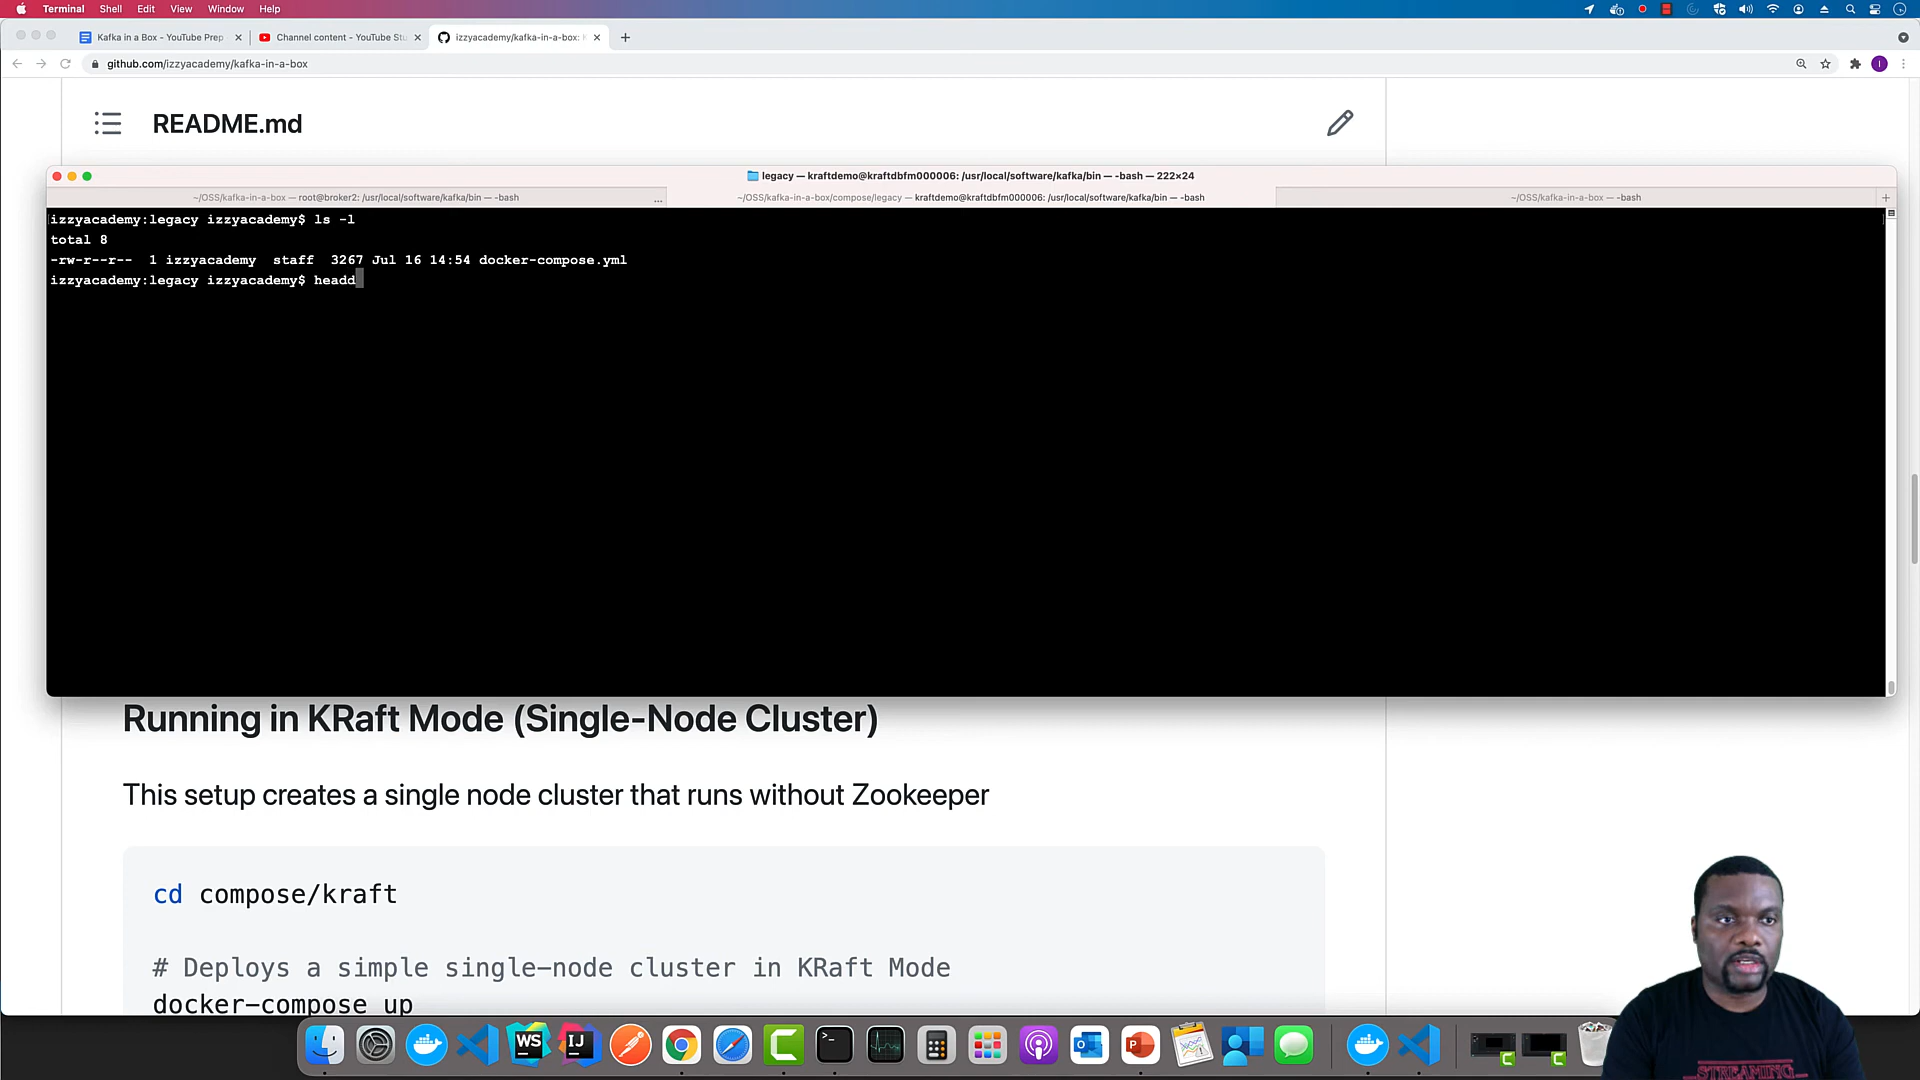 Terminal Shell Edit View Window Help
Kafka in a Box - YouTube Prep
Channel content - YouTube Stu
izzyacademy/kafka-in-a-box: K
github.com/izzyacademy/kafka-in-a-box
README.md
legacy — kraftdemo@kraftdbfm000006: /usr/local/software/kafka/bin — -bash — 222×24
~/OSS/kafka-in-a-box — root@broker2: /usr/local/software/kafka/bin — -bash ...
~/OSS/kafka-in-a-box/compose/legacy — kraftdemo@kraftdbfm000006: /usr/local/software/kafka/bin — -bash
~/OSS/kafka-in-a-box — -bash
izzyacademy:legacy izzyacademy$ ls -l
total 8
-rw-r--r-- 1 izzyacademy staff 3267 Jul 16 14:54 docker-compose.yml
izzyacademy:legacy izzyacademy$ headd
Running in KRaft Mode (Single-Node Cluster)
This setup creates a single node cluster that runs without Zookeeper
cd compose/kraft
# Deploys a simple single-node cluster in KRaft Mode
docker-compose up
WS
IJ
STREAMING